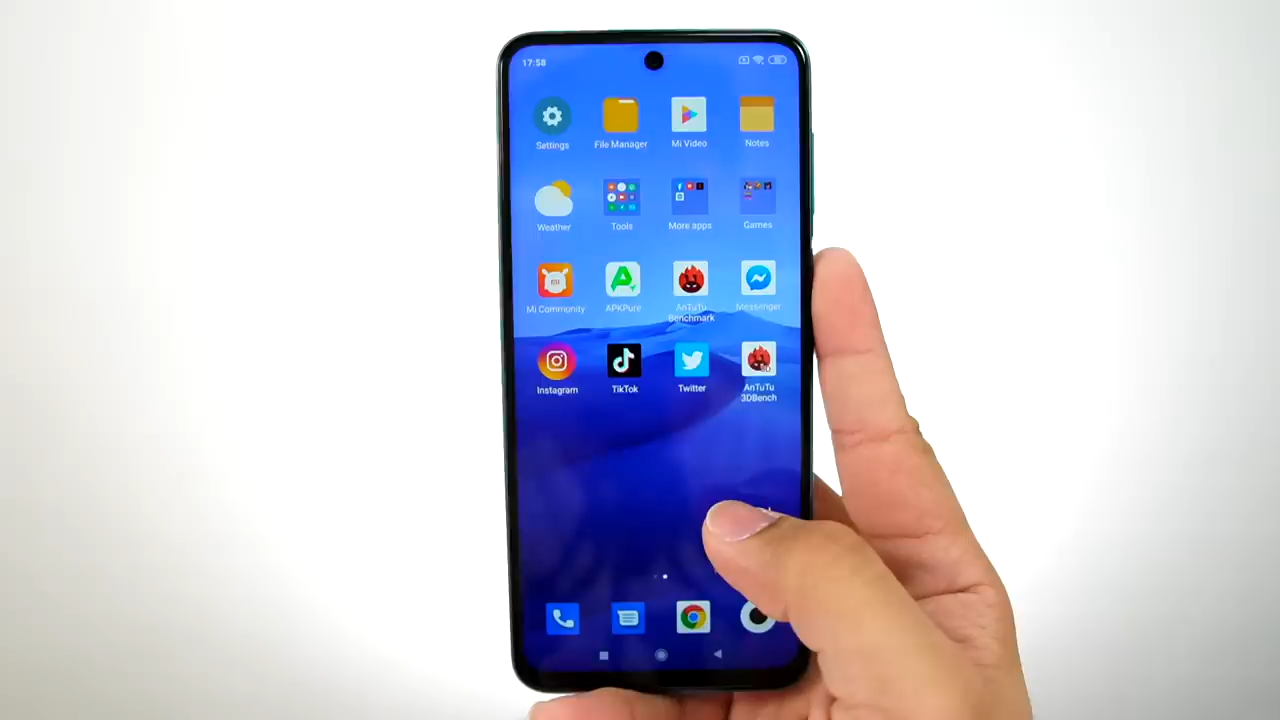 17:58
Settings
File Manager
Mi Video
Notes
Weather
Tools
More apps
Games
Mi Community
APKPure
AnTuTu
Benchmark
Messenger
Instagram
TikTok
Twitter
AnTuTu
3DBench